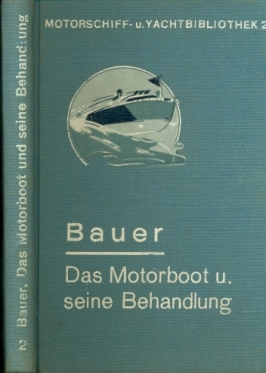 MOTORSCHIFF- u. YACHTBIBLIOTHEK 2
Bauer
Das Motorboot u.
seine Behandlung
2 Bauer, Das Motorboot und seine Behandlung